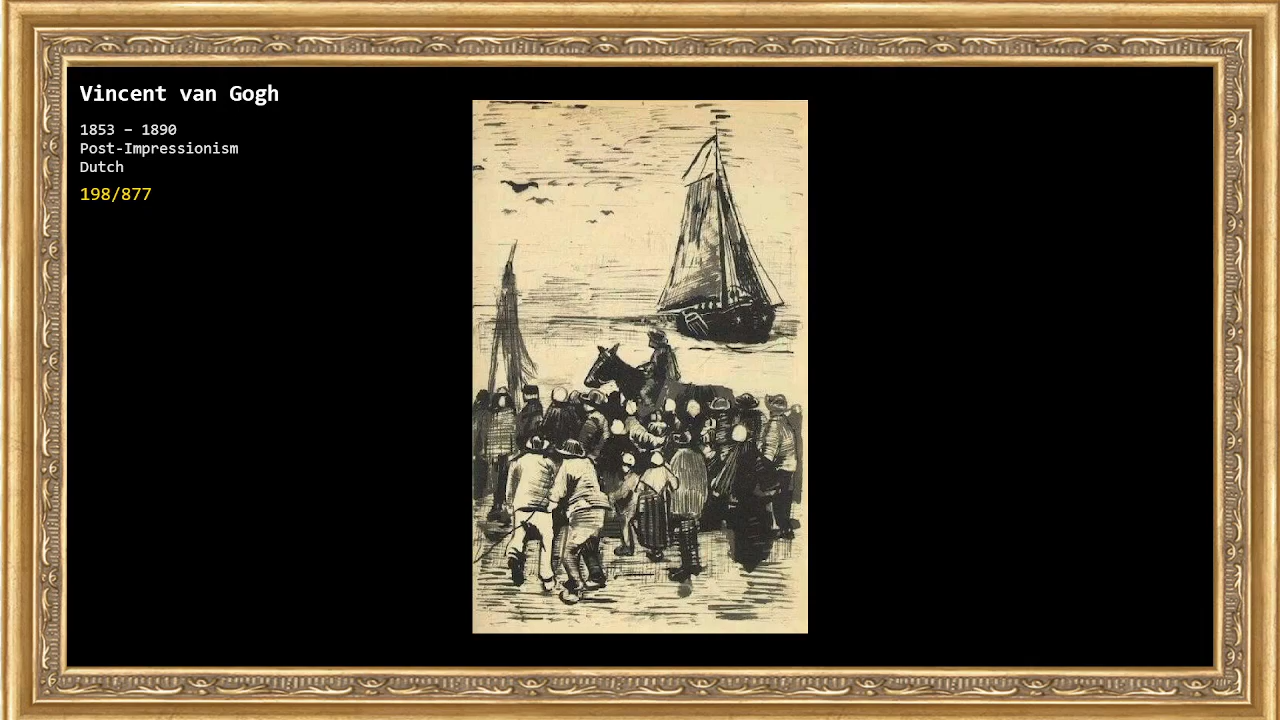 Vincent van Gogh
1853 – 1890
Post-Impressionism
Dutch
198/877